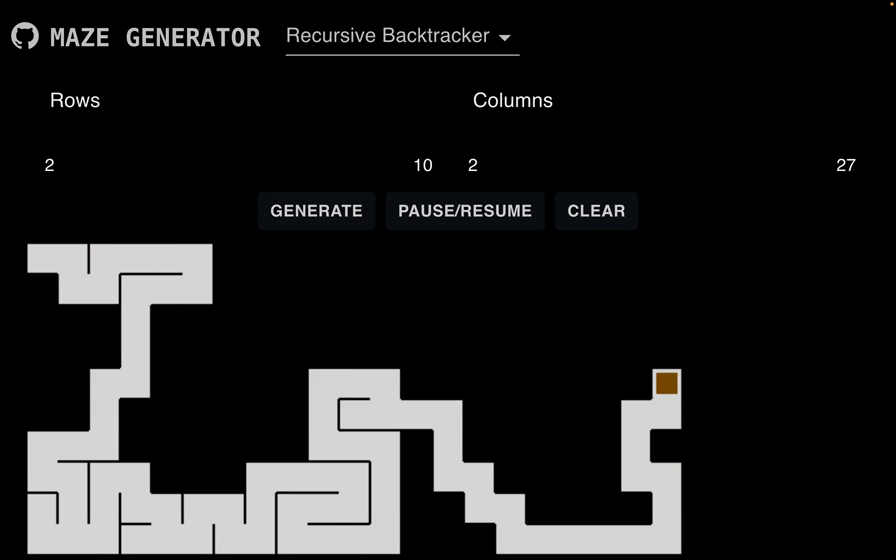 MAZE GENERATOR Recursive Backtracker
Rows Columns
2 10 2 27
GENERATE PAUSE/RESUME CLEAR